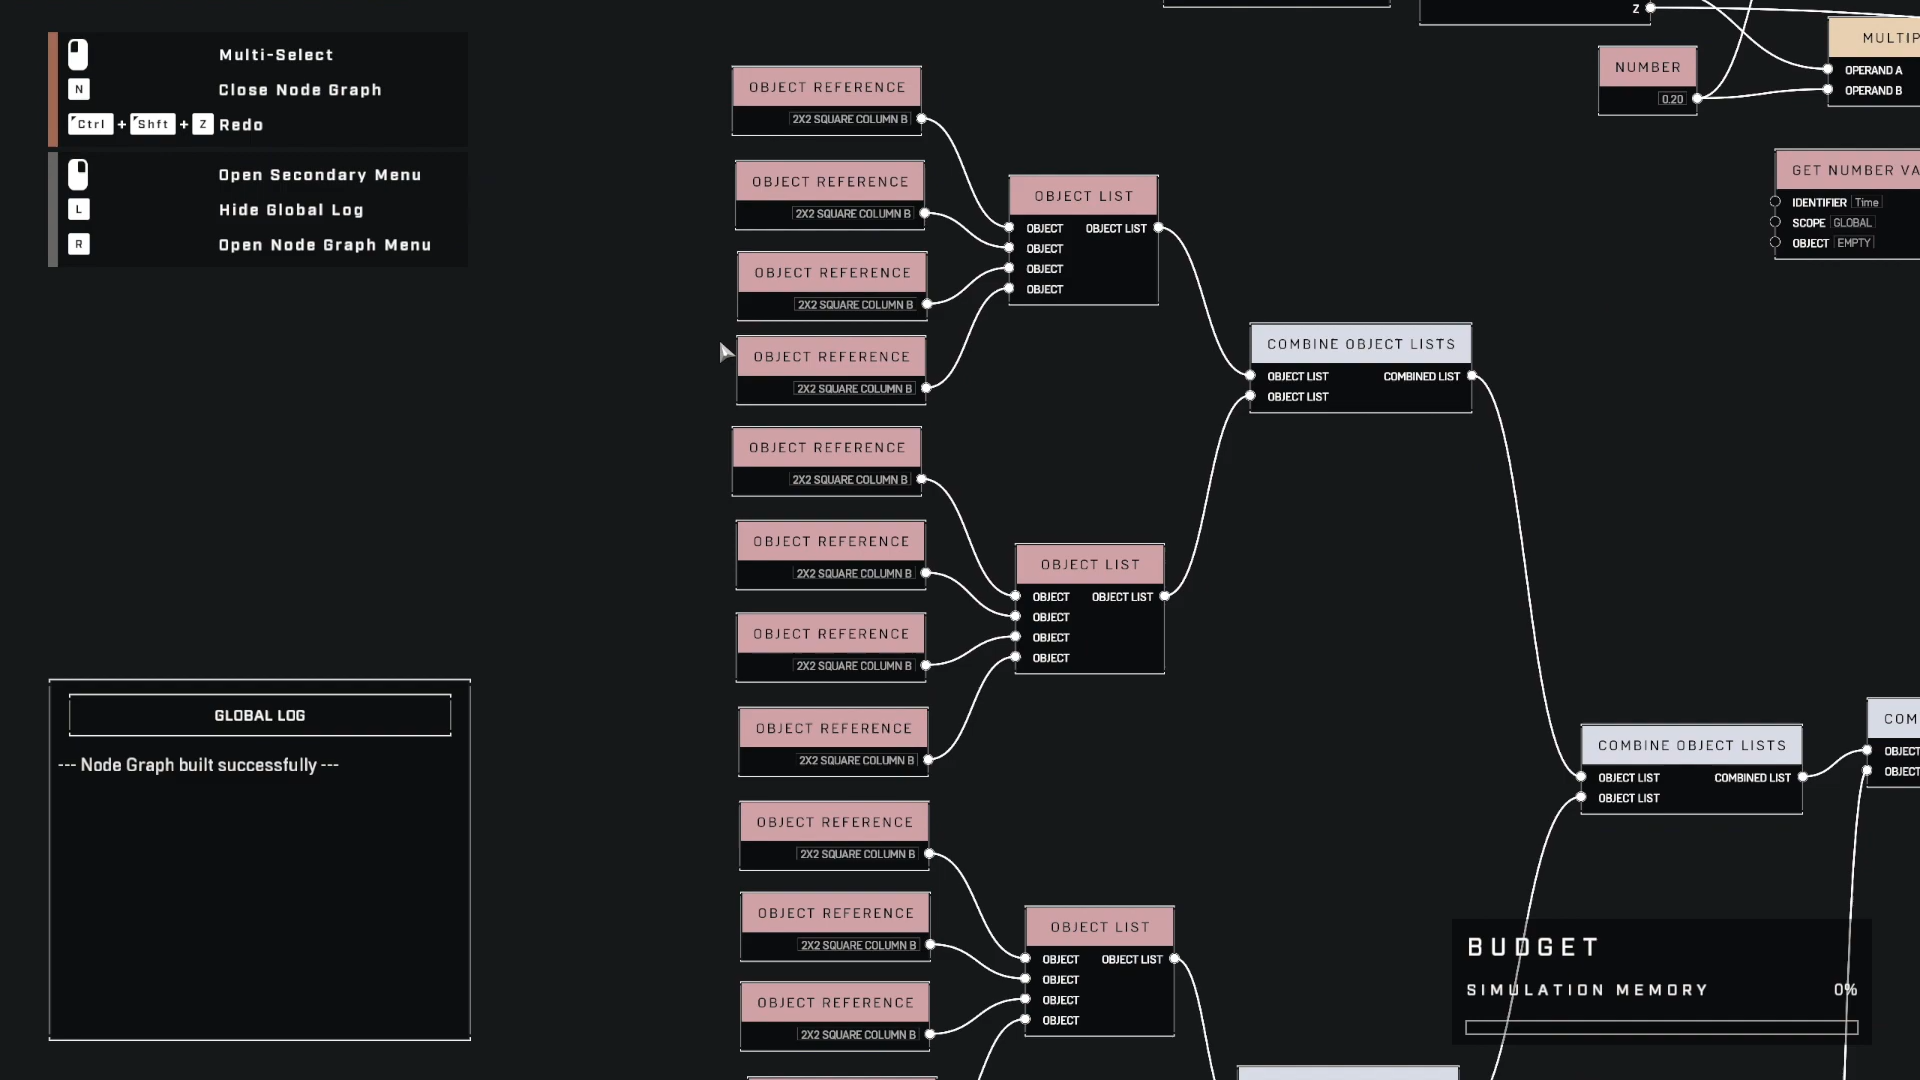 Multi-Select
N Close Node Graph
Ctrl + Shft + Z Redo
Open Secondary Menu
L Hide Global Log
R Open Node Graph Menu
GLOBAL LOG
--- Node Graph built successfully ---
OBJECT REFERENCE
2X2 SQUARE COLUMN B
OBJECT REFERENCE
2X2 SQUARE COLUMN B
OBJECT REFERENCE
2X2 SQUARE COLUMN B
OBJECT REFERENCE
2X2 SQUARE COLUMN B
OBJECT REFERENCE
2X2 SQUARE COLUMN B
OBJECT REFERENCE
2X2 SQUARE COLUMN B
OBJECT REFERENCE
2X2 SQUARE COLUMN B
OBJECT REFERENCE
2X2 SQUARE COLUMN B
OBJECT REFERENCE
2X2 SQUARE COLUMN B
OBJECT REFERENCE
2X2 SQUARE COLUMN B
OBJECT REFERENCE
2X2 SQUARE COLUMN B
OBJECT LIST
OBJECT OBJECT LIST
OBJECT
OBJECT
OBJECT
OBJECT LIST
OBJECT OBJECT LIST
OBJECT
OBJECT
OBJECT
OBJECT LIST
OBJECT OBJECT LIST
OBJECT
OBJECT
OBJECT
COMBINE OBJECT LISTS
OBJECT LIST COMBINED LIST
OBJECT LIST
Z
NUMBER
0.20
MULTIP
OPERAND A
OPERAND B
GET NUMBER VA
IDENTIFIER Time
SCOPE GLOBAL
OBJECT EMPTY
COMBINE OBJECT LISTS
OBJECT LIST COMBINED LIST
OBJECT LIST
COM
OBJECT
OBJECT
BUDGET
SIMULATION MEMORY 0%